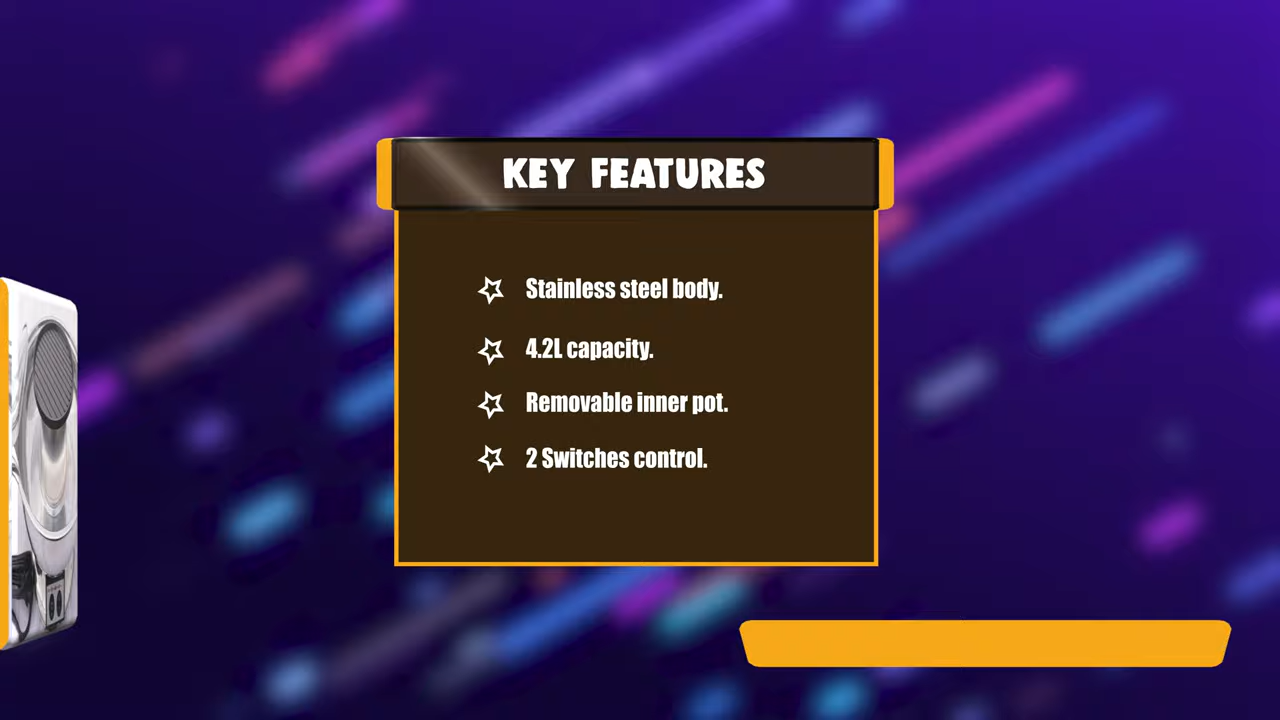 KEY FEATURES
Stainless steel body.
4.2L capacity.
Removable inner pot.
2 Switches control.